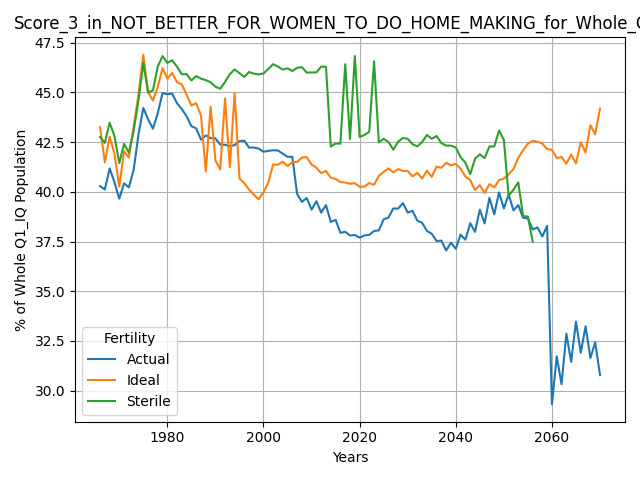 Score_3_in_NOT_BETTER_FOR_WOMEN_TO_DO_HOME_MAKING_for_Whole_
% of Whole Q1_IQ Population
47.5
45.0
42.5
40.0
37.5
35.0
32.5
30.0
Fertility
Actual
Ideal
Sterile
1980
2000
2020
2040
2060
Years